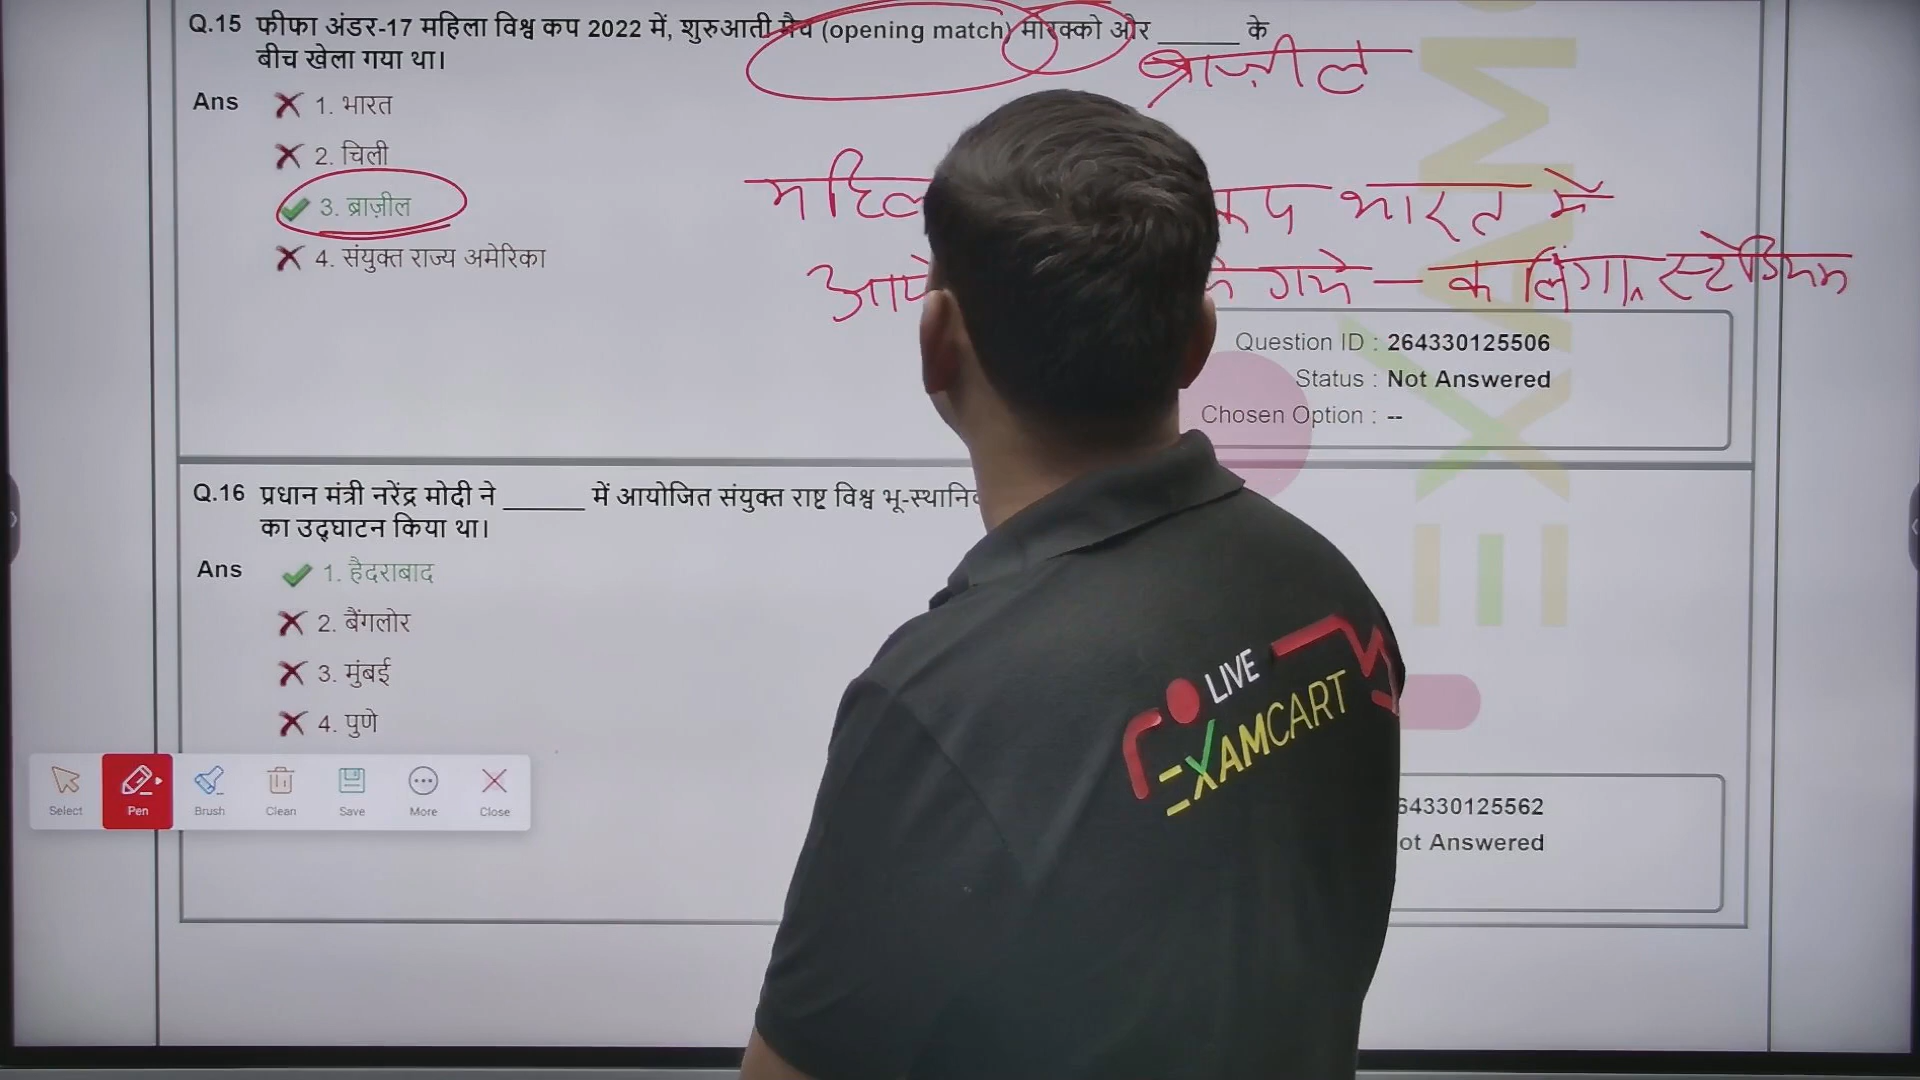 Q.15 फीफा अंडर-17 महिला विश्व कप 2022 में, शुरुआती मैच (opening match) मोरक्को और ______ के
बीच खेला गया था।
ब्राज़ील
Ans
1. भारत
2. चिली
3. ब्राज़ील
4. संयुक्त राज्य अमेरिका
भारत में
गये – कलिंगा स्टेडियम
Question ID : 264330125506
Status : Not Answered
Chosen Option : --
Q.16 प्रधान मंत्री नरेंद्र मोदी ने ______ में आयोजित संयुक्त राष्ट्र विश्व
का उद्घाटन किया था।
Ans
1. हैदराबाद
2. बैंगलोर
3. मुंबई
4. पुणे
64330125562
ot Answered
Select Pen Brush Clean Save More Close
LIVE
EXAMCART
EXAM